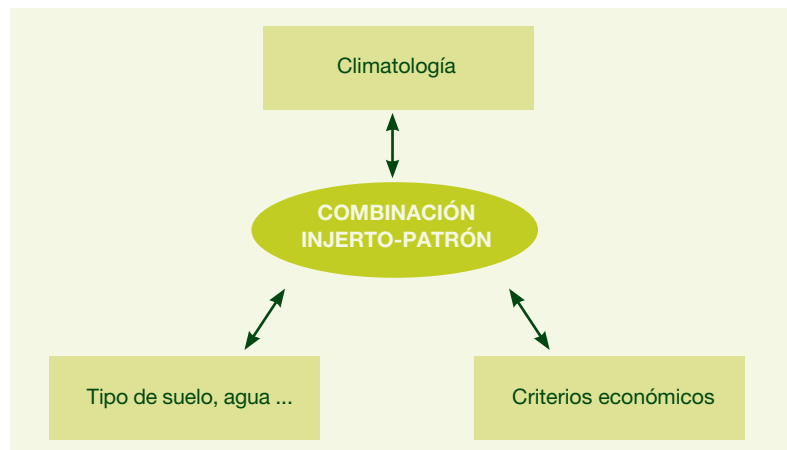 Climatología
COMBINACIÓN
INJERTO-PATRÓN
Tipo de suelo, agua ...
Criterios económicos